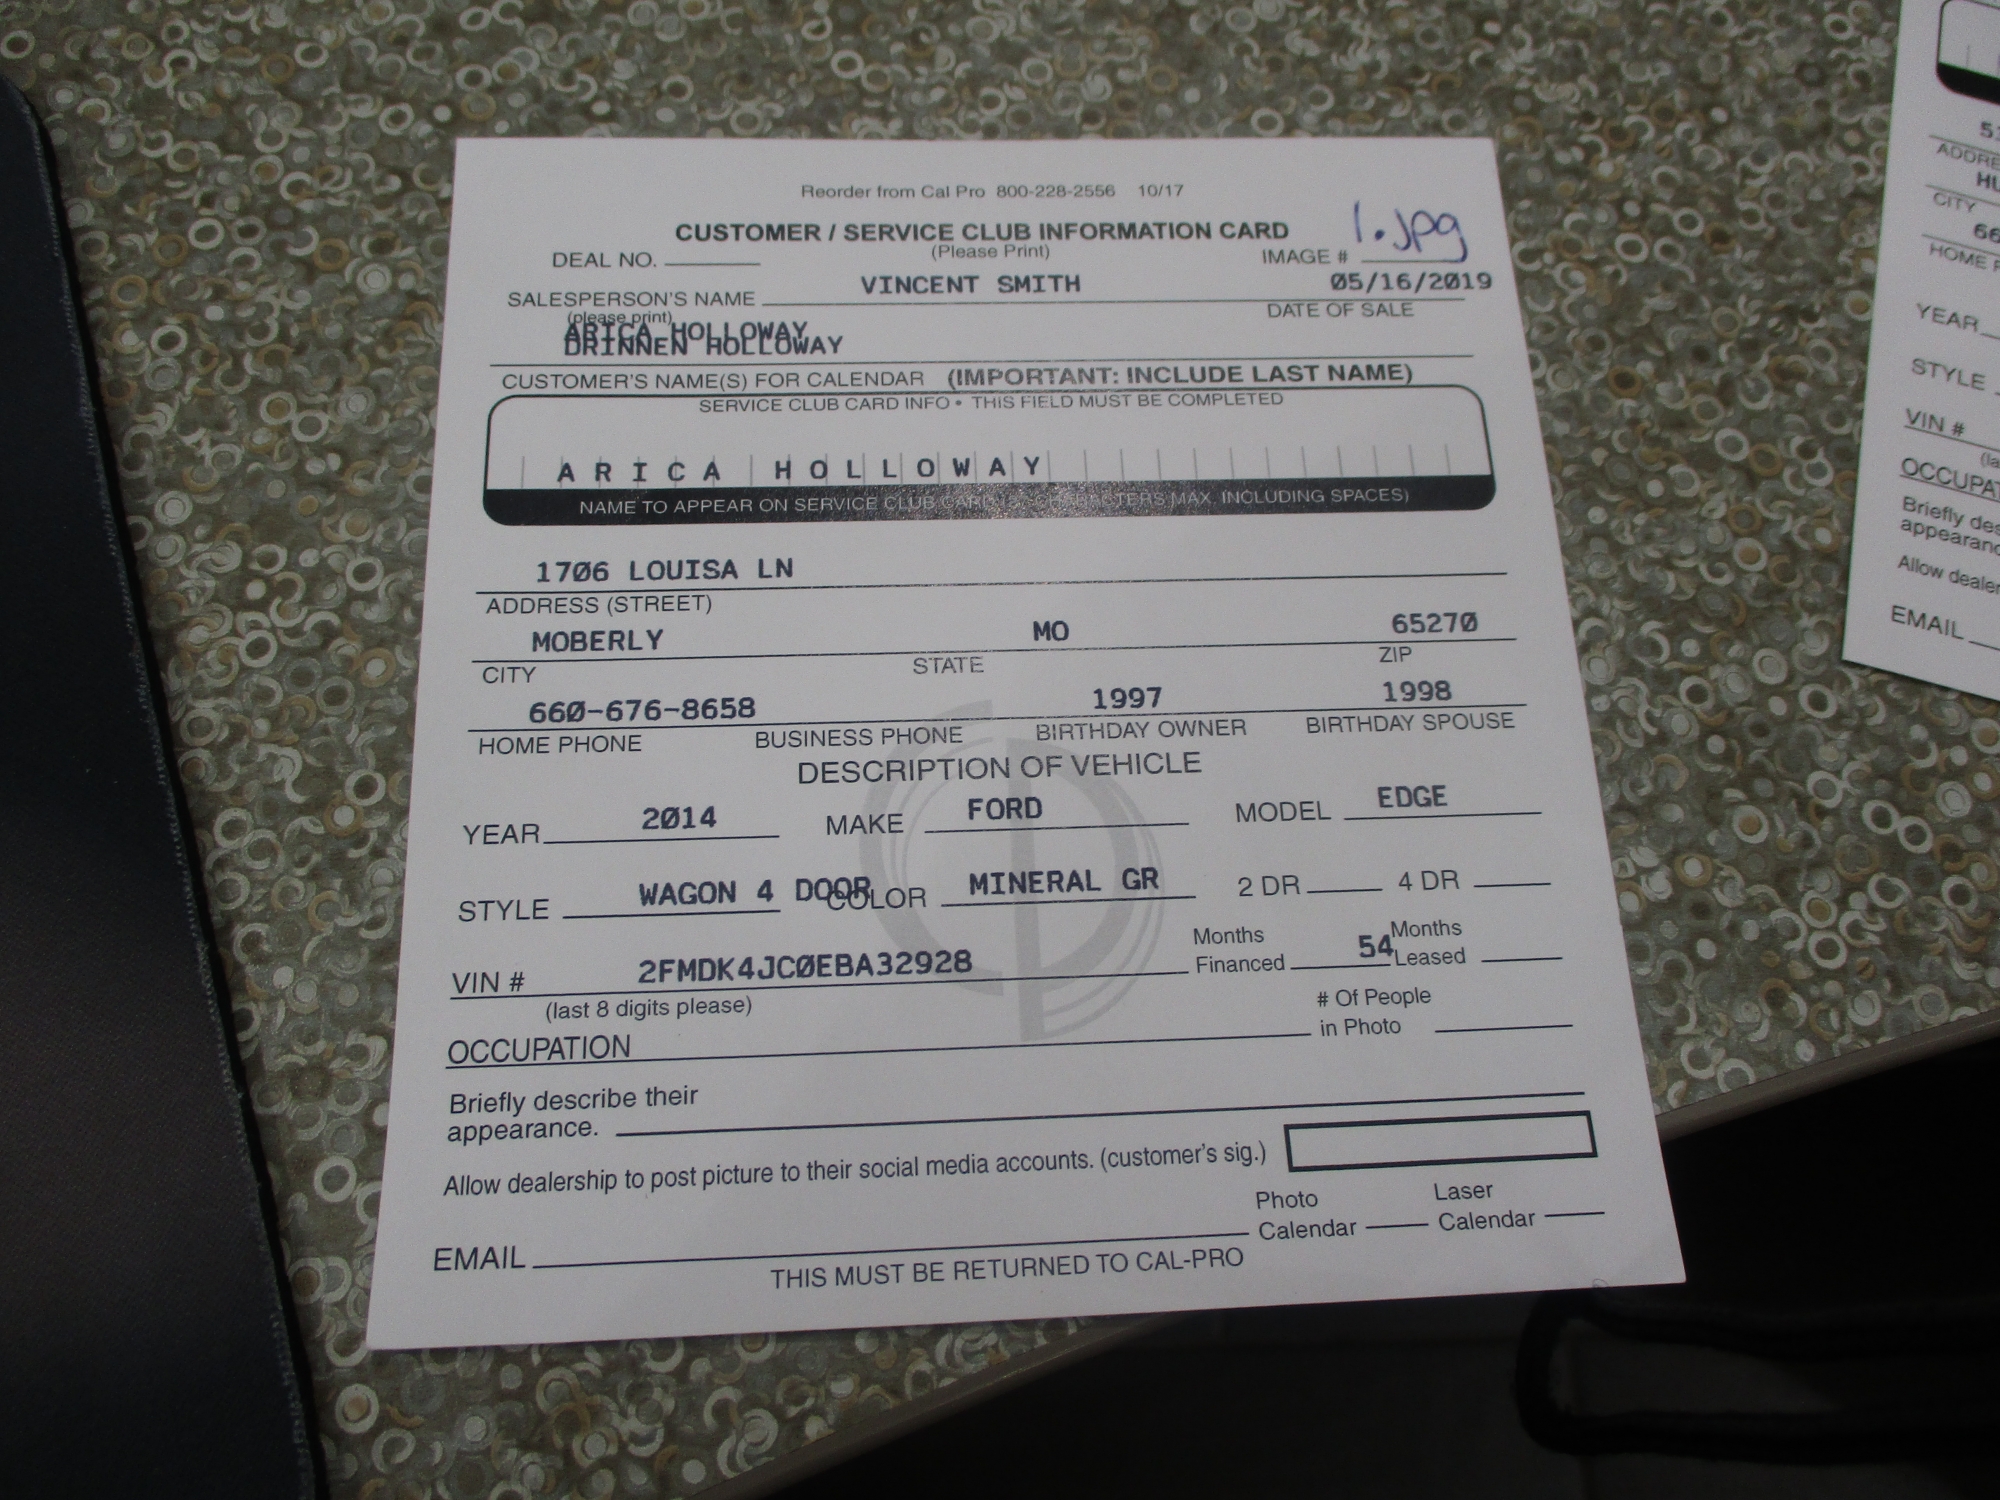 Reorder from Cal Pro 800-228-2556 10/17
CUSTOMER / SERVICE CLUB INFORMATION CARD
(Please Print)
DEAL NO. IMAGE # 1.jpg
SALESPERSON'S NAME VINCENT SMITH 05/16/2019
(please print) DATE OF SALE
ARICA HOLLOWAY
DRINNEN HOLLOWAY
CUSTOMER'S NAME(S) FOR CALENDAR (IMPORTANT: INCLUDE LAST NAME)
SERVICE CLUB CARD INFO • THIS FIELD MUST BE COMPLETED
ARICA HOLLOWAY
NAME TO APPEAR ON SERVICE CLUB CARD CHARACTERS MAX. INCLUDING SPACES)
1706 LOUISA LN
ADDRESS (STREET)
MOBERLY MO 65270
CITY STATE ZIP
660-676-8658 1997 1998
HOME PHONE BUSINESS PHONE BIRTHDAY OWNER BIRTHDAY SPOUSE
DESCRIPTION OF VEHICLE
YEAR 2014 MAKE FORD MODEL EDGE
STYLE WAGON 4 DOOR COLOR MINERAL GR 2 DR 4 DR
VIN # 2FMDK4JC0EBA32928 Months Financed 54 Months Leased
(last 8 digits please)
OCCUPATION # Of People in Photo
Briefly describe their
appearance.
Allow dealership to post picture to their social media accounts. (customer's sig.)
EMAIL Photo Calendar Laser Calendar
THIS MUST BE RETURNED TO CAL-PRO
CITY
YEAR
STYLE
VIN #
Briefly
Allow
EMAIL